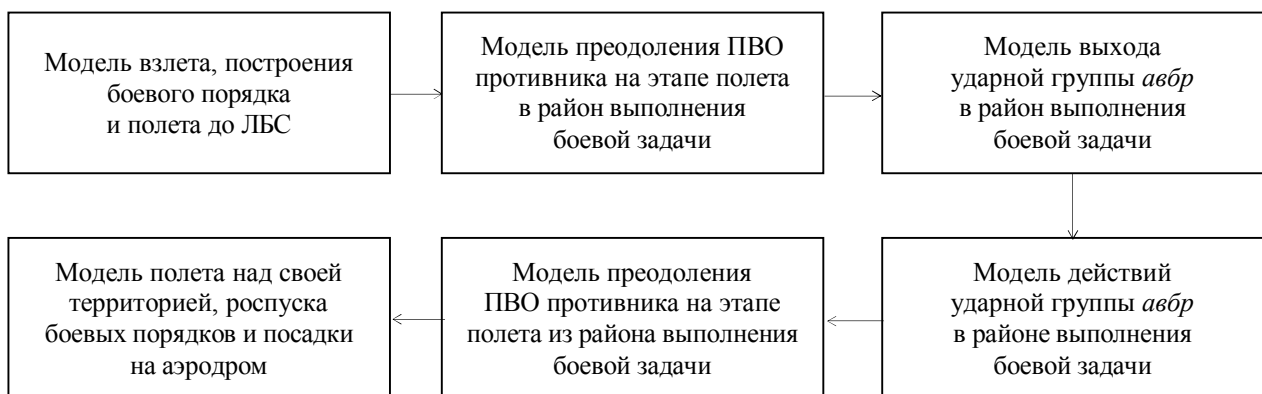 Модель взлета, построения
боевого порядка
и полета до ЛБС
Модель преодоления ПВО
противника на этапе полета
в район выполнения
боевой задачи
Модель выхода
ударной группы авбр
в район выполнения
боевой задачи
Модель действий
ударной группы авбр
в районе выполнения
боевой задачи
Модель преодоления
ПВО противника на этапе
полета из района выполнения
боевой задачи
Модель полета над своей
территорией, роспуска
боевых порядков и посадки
на аэродром